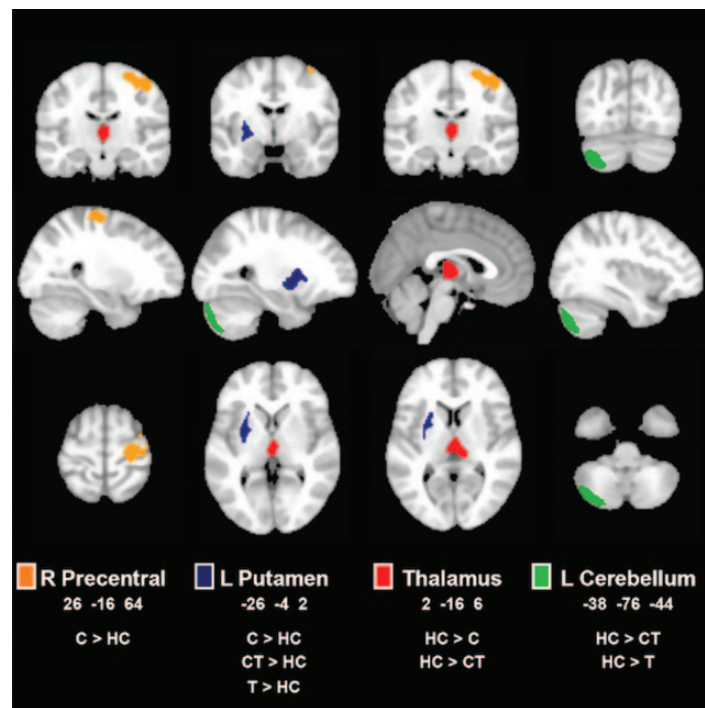 R Precentral L Putamen Thalamus L Cerebellum
26 -16 64 -26 -4 2 2 -16 6 -38 -76 -44
C > HC C > HC HC > C HC > CT
CT > HC HC > CT HC > T
T > HC